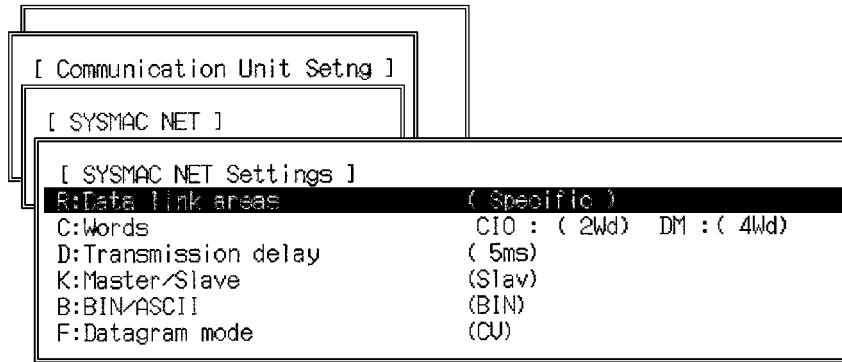 [ Communication Unit Setng ]
[ SYSMAC NET ]
[ SYSMAC NET Settings ]
R:Data link areas ( Specific )
C:Words CIO : ( 2Wd) DM :( 4Wd)
D:Transmission delay ( 5ms)
K:Master/Slave (Slav)
B:BIN/ASCII (BIN)
F:Datagram mode (CV)